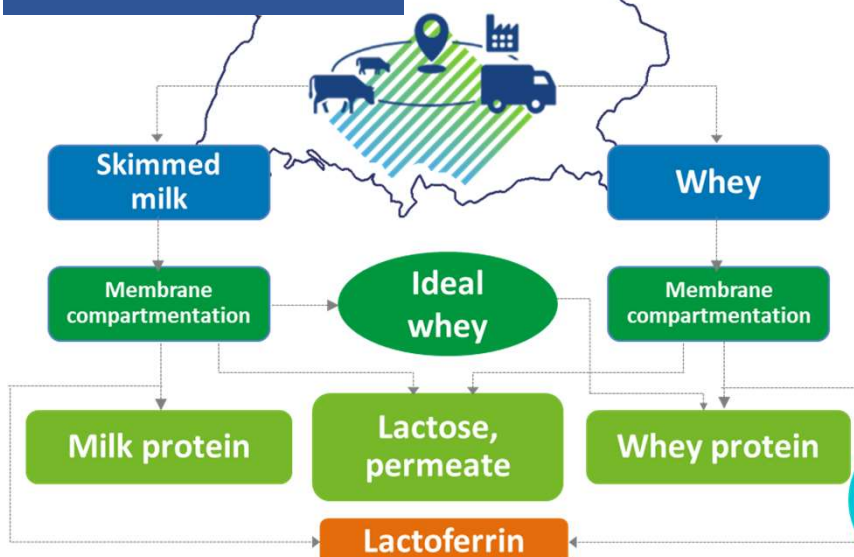 Skimmed
milk
Whey
Membrane
compartmentation
Ideal
whey
Membrane
compartmentation
Milk protein
Lactose,
permeate
Whey protein
Lactoferrin